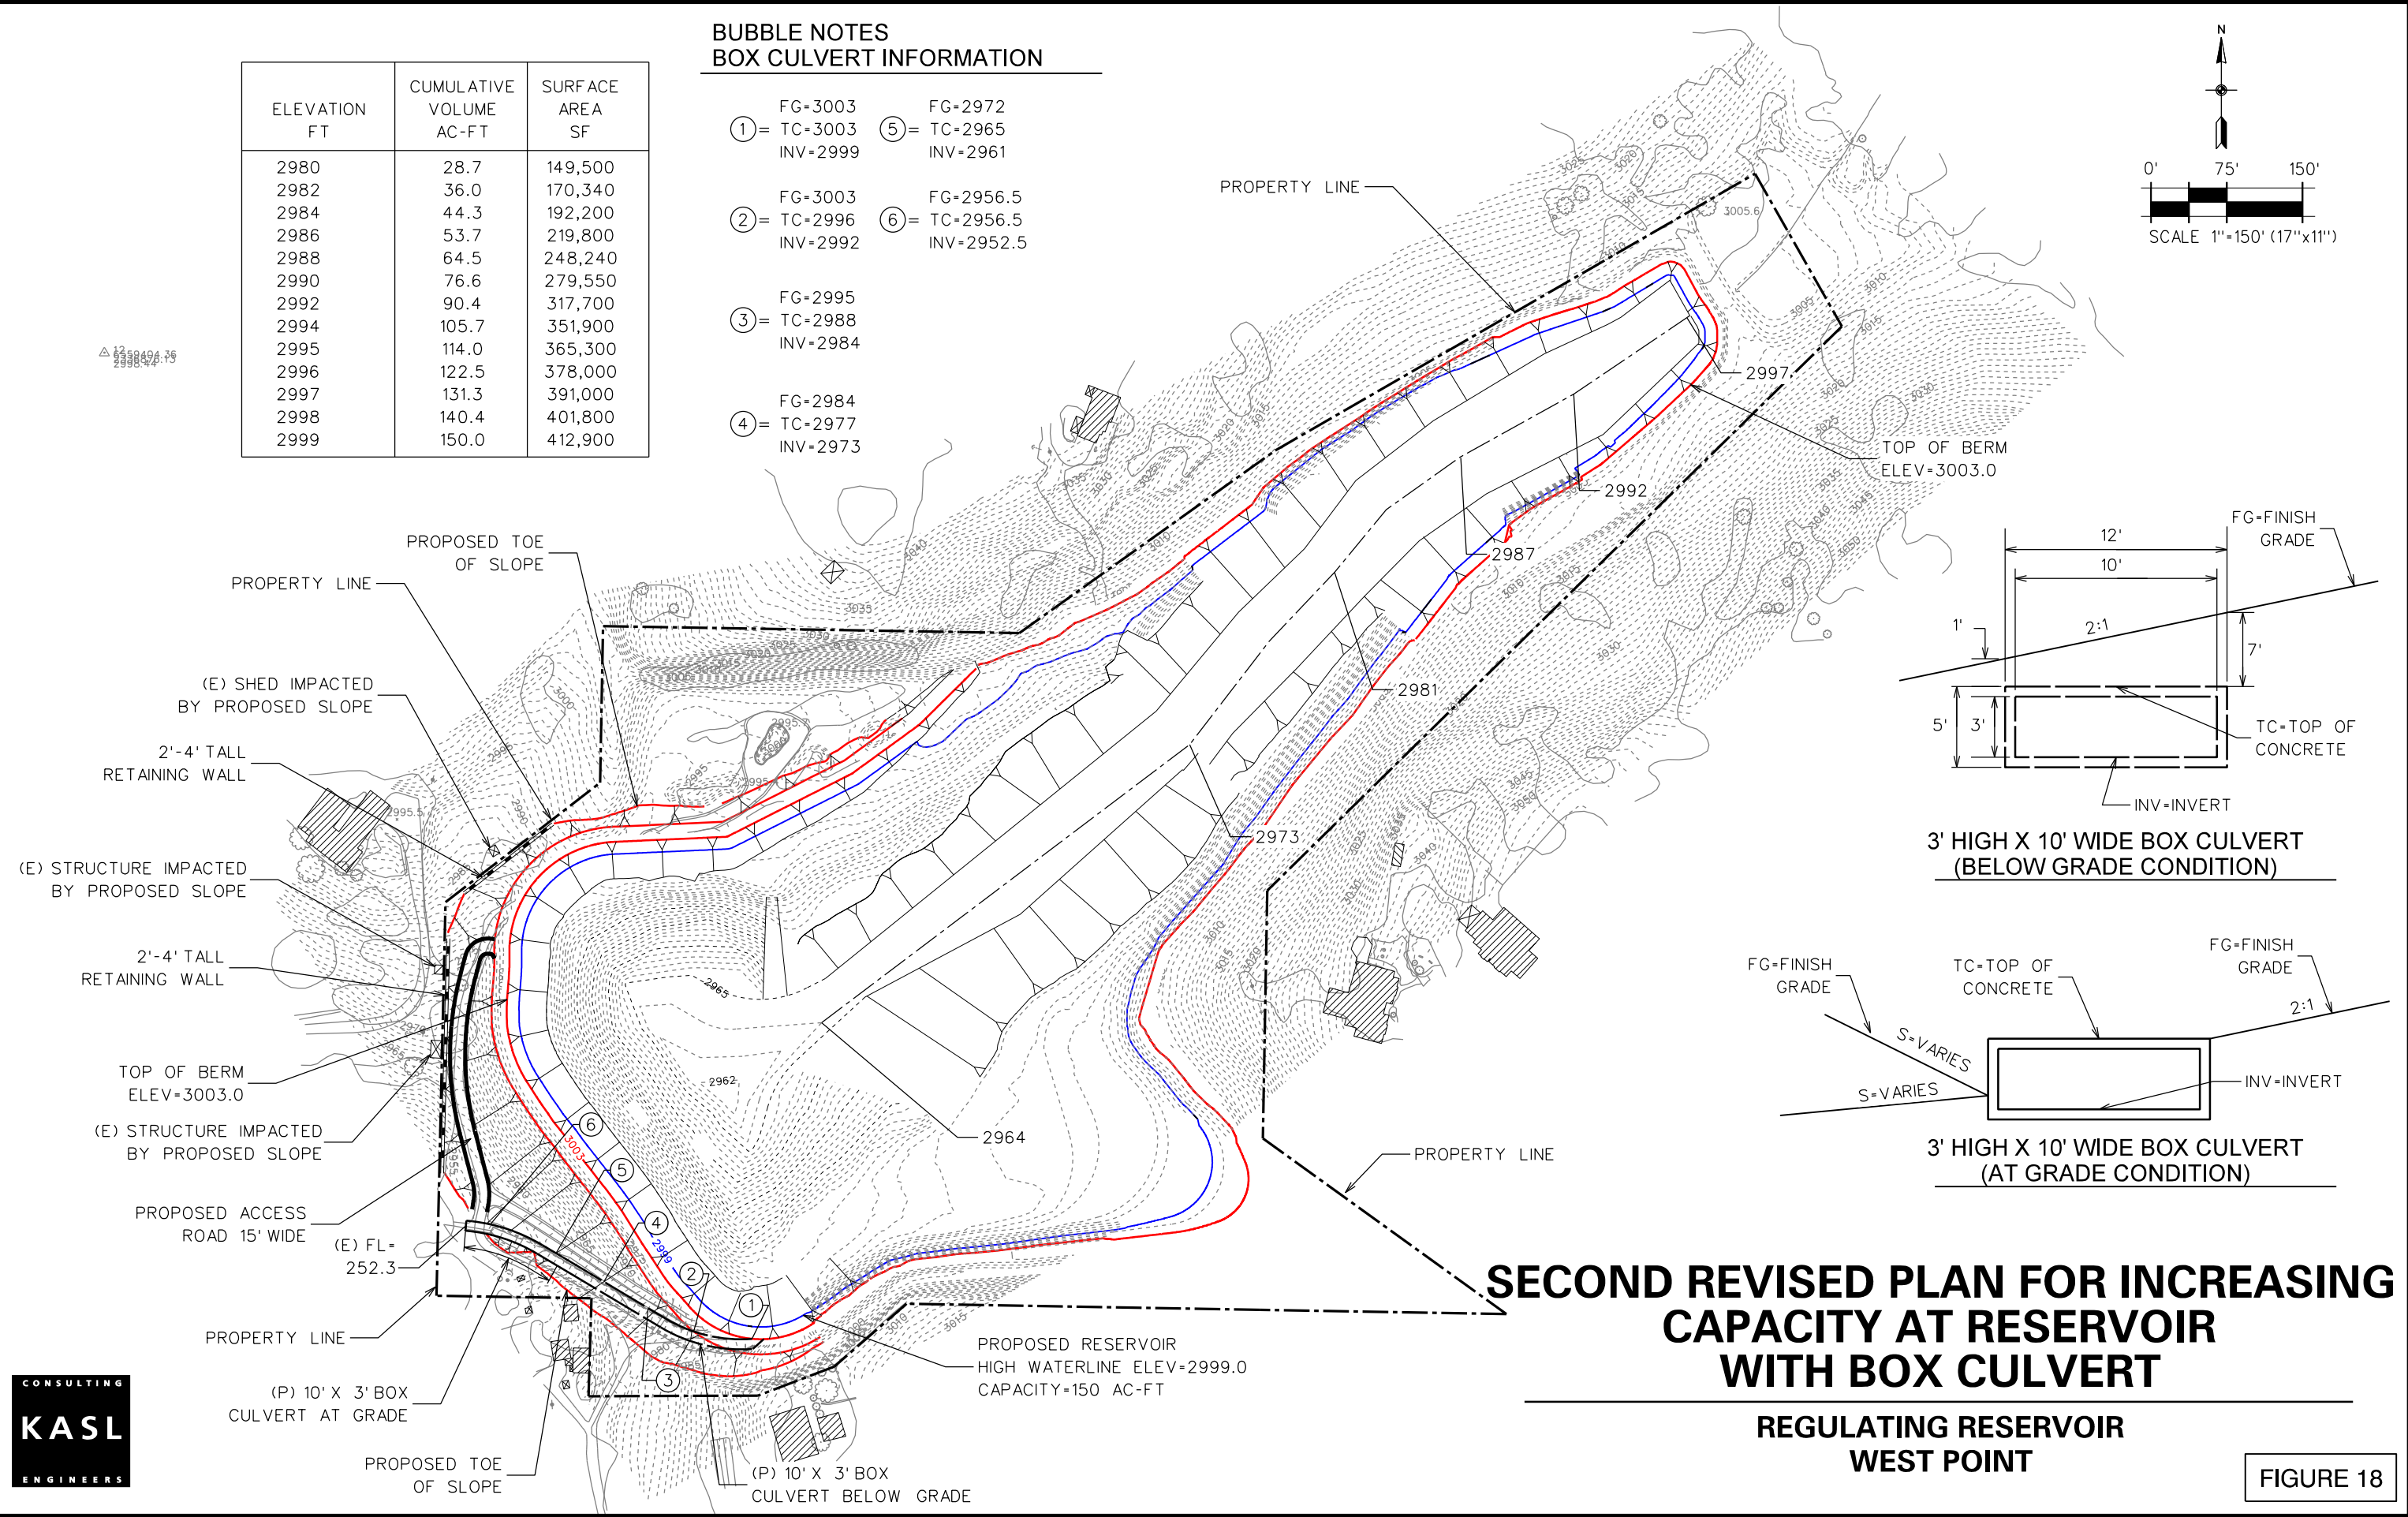 BUBBLE NOTES
BOX CULVERT INFORMATION
ELEVATION
FT
CUMULATIVE
VOLUME
AC-FT
SURFACE
AREA
SF
2980 28.7 149,500
2982 36.0 170,340
2984 44.3 192,200
2986 53.7 219,800
2988 64.5 248,240
2990 76.6 279,550
2992 90.4 317,700
2994 105.7 351,900
2995 114.0 365,300
2996 122.5 378,000
2997 131.3 391,000
2998 140.4 401,800
2999 150.0 412,900
FG=3003
1 = TC=3003
INV=2999
FG=2972
5 = TC=2965
INV=2961
FG=3003
2 = TC=2996
INV=2992
FG=2956.5
6 = TC=2956.5
INV=2952.5
FG=2995
3 = TC=2988
INV=2984
FG=2984
4 = TC=2977
INV=2973
N
0' 75' 150'
SCALE 1"=150' (17"x11")
PROPERTY LINE
3005.6
2997
TOP OF BERM
ELEV=3003.0
2992
2987
2981
2973
2964
2965
2962
PROPOSED TOE
OF SLOPE
PROPERTY LINE
(E) SHED IMPACTED
BY PROPOSED SLOPE
2'-4' TALL
RETAINING WALL
(E) STRUCTURE IMPACTED
BY PROPOSED SLOPE
2'-4' TALL
RETAINING WALL
TOP OF BERM
ELEV=3003.0
(E) STRUCTURE IMPACTED
BY PROPOSED SLOPE
PROPOSED ACCESS
ROAD 15' WIDE
(E) FL=
252.3
PROPERTY LINE
(P) 10' X 3' BOX
CULVERT AT GRADE
PROPOSED TOE
OF SLOPE
(P) 10' X 3' BOX
CULVERT BELOW GRADE
PROPOSED RESERVOIR
HIGH WATERLINE ELEV=2999.0
CAPACITY=150 AC-FT
PROPERTY LINE
3003
2999
6
5
4
2
1
3
FG=FINISH
GRADE
12'
10'
1'
2:1
7'
5'
3'
TC=TOP OF
CONCRETE
INV=INVERT
3' HIGH X 10' WIDE BOX CULVERT
(BELOW GRADE CONDITION)
FG=FINISH
GRADE
TC=TOP OF
CONCRETE
FG=FINISH
GRADE
2:1
S=VARIES
S=VARIES
INV=INVERT
3' HIGH X 10' WIDE BOX CULVERT
(AT GRADE CONDITION)
SECOND REVISED PLAN FOR INCREASING
CAPACITY AT RESERVOIR
WITH BOX CULVERT
REGULATING RESERVOIR
WEST POINT
FIGURE 18
CONSULTING
KASL
ENGINEERS